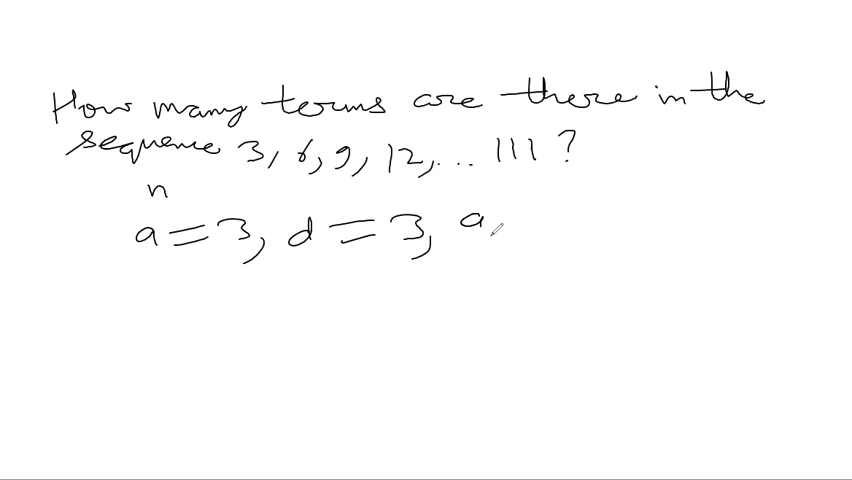 How many terms are there in the
sequence 3, 6, 9, 12, ... 111 ?
n
a = 3, d = 3, a